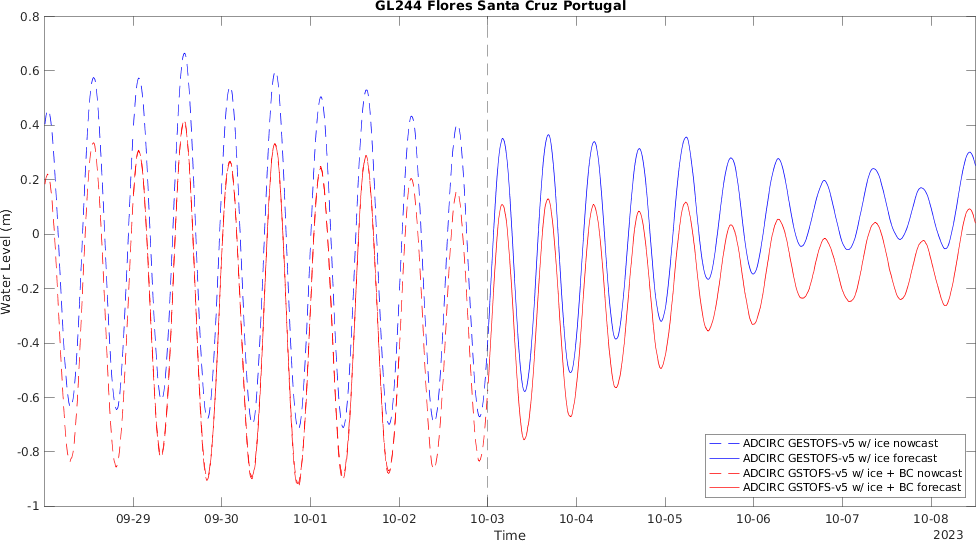 GL244 Flores Santa Cruz Portugal
0.8
0.6
0.4
0.2
0
-0.2
-0.4
-0.6
-0.8
-1
Water Level (m)
ADCIRC GESTOFS-v5 w/ ice nowcast
ADCIRC GESTOFS-v5 w/ ice forecast
ADCIRC GSTOFS-v5 w/ ice + BC nowcast
ADCIRC GSTOFS-v5 w/ ice + BC forecast
09-29 09-30 10-01 10-02 10-03 10-04 10-05 10-06 10-07 10-08
Time
2023